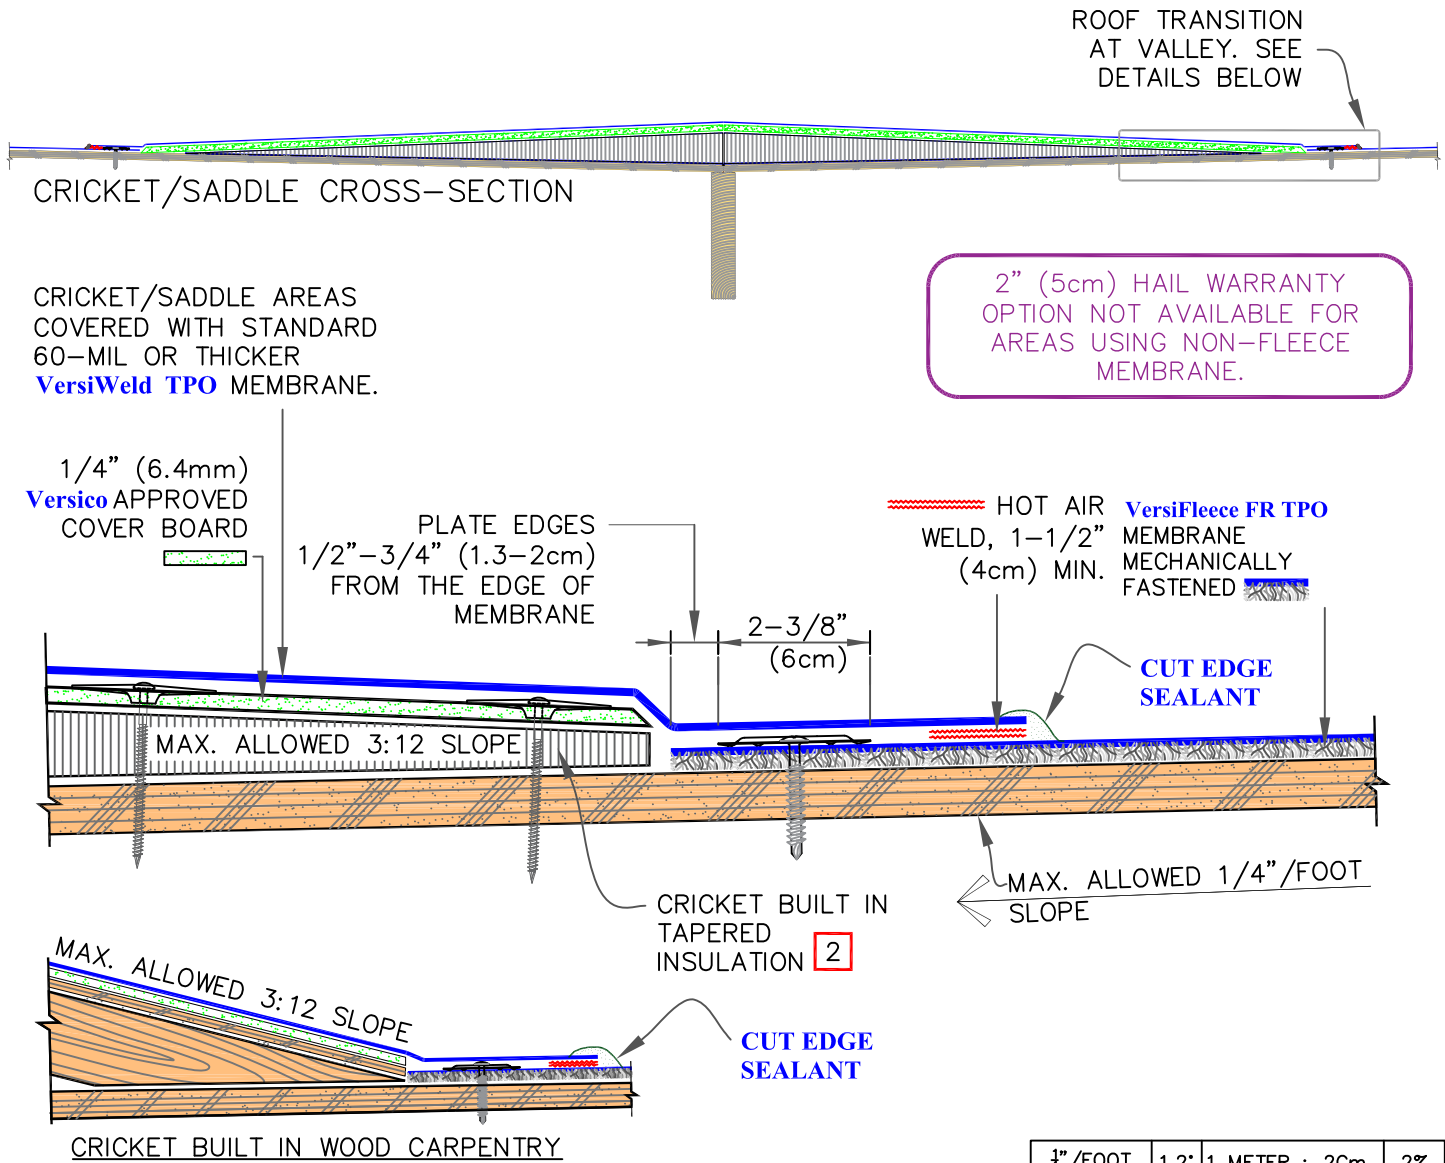 ROOF TRANSITION
AT VALLEY. SEE
DETAILS BELOW
CRICKET/SADDLE CROSS-SECTION
2" (5cm) HAIL WARRANTY
OPTION NOT AVAILABLE FOR
AREAS USING NON-FLEECE
MEMBRANE.
CRICKET/SADDLE AREAS
COVERED WITH STANDARD
60-MIL OR THICKER
VersiWeld TPO MEMBRANE.
1/4" (6.4mm)
Versico APPROVED
COVER BOARD
PLATE EDGES
1/2"-3/4" (1.3-2cm)
FROM THE EDGE OF
MEMBRANE
2-3/8"
(6cm)
HOT AIR
WELD, 1-1/2"
(4cm) MIN.
VersiFleece FR TPO
MEMBRANE
MECHANICALLY
FASTENED
CUT EDGE
SEALANT
MAX. ALLOWED 3:12 SLOPE
MAX. ALLOWED 1/4"/FOOT
SLOPE
CRICKET BUILT IN
TAPERED
INSULATION 2
MAX. ALLOWED 3:12 SLOPE
CUT EDGE
SEALANT
CRICKET BUILT IN WOOD CARPENTRY